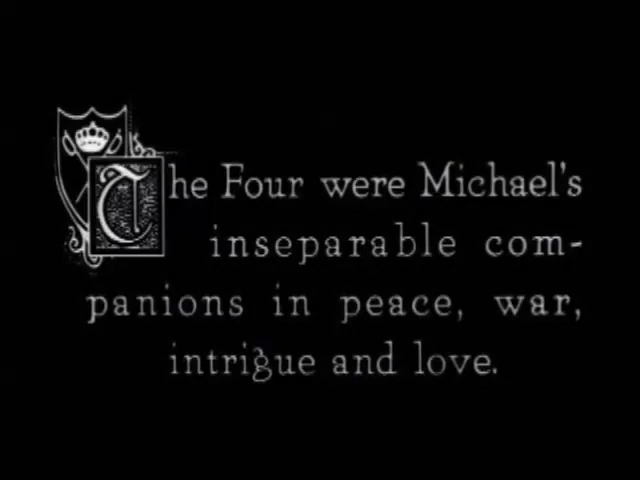 The Four were Michael's
inseparable com-
panions in peace, war,
intrigue and love.